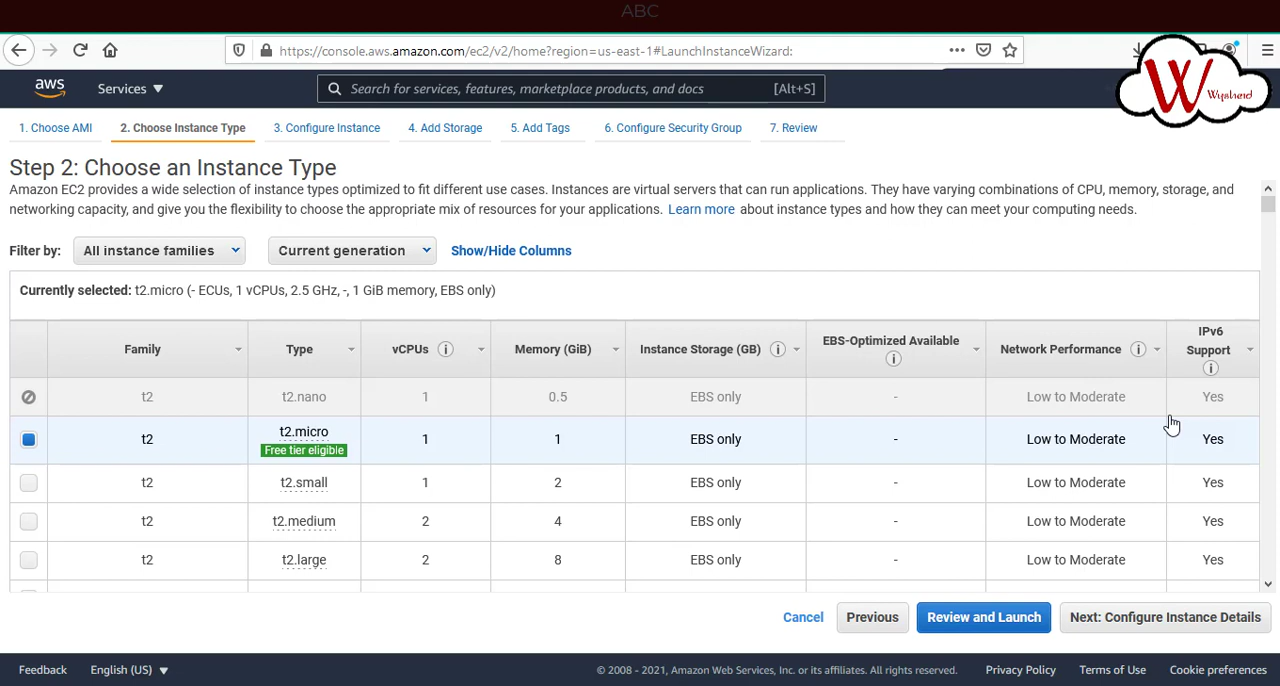 ABC
https://console.aws.amazon.com/ec2/v2/home?region=us-east-1#LaunchInstanceWizard:
aws Services Search for services, features, marketplace products, and docs [Alt+S]
W Wysheid
1. Choose AMI 2. Choose Instance Type 3. Configure Instance 4. Add Storage 5. Add Tags 6. Configure Security Group 7. Review
Step 2: Choose an Instance Type
Amazon EC2 provides a wide selection of instance types optimized to fit different use cases. Instances are virtual servers that can run applications. They have varying combinations of CPU, memory, storage, and
networking capacity, and give you the flexibility to choose the appropriate mix of resources for your applications. Learn more about instance types and how they can meet your computing needs.
Filter by: All instance families Current generation Show/Hide Columns
Currently selected: t2.micro (- ECUs, 1 vCPUs, 2.5 GHz, -, 1 GiB memory, EBS only)
Family Type vCPUs Memory (GiB) Instance Storage (GB) EBS-Optimized Available Network Performance IPv6 Support
t2 t2.nano 1 0.5 EBS only - Low to Moderate Yes
t2 t2.micro 1 1 EBS only - Low to Moderate Yes
Free tier eligible
t2 t2.small 1 2 EBS only - Low to Moderate Yes
t2 t2.medium 2 4 EBS only - Low to Moderate Yes
t2 t2.large 2 8 EBS only - Low to Moderate Yes
Cancel Previous Review and Launch Next: Configure Instance Details
Feedback English (US) © 2008 - 2021, Amazon Web Services, Inc. or its affiliates. All rights reserved. Privacy Policy Terms of Use Cookie preferences